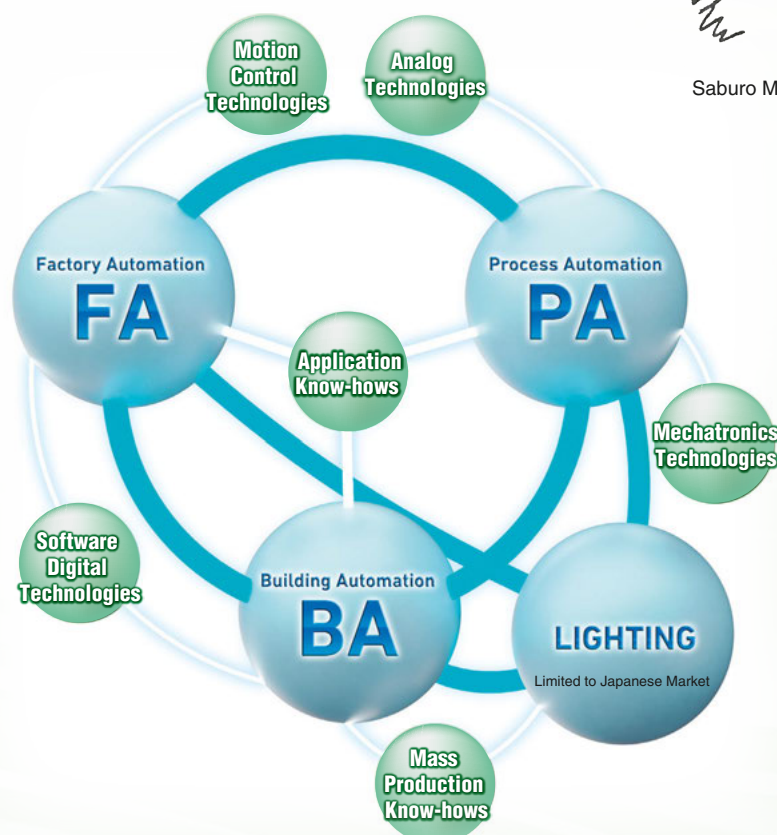 Motion
Control
Technologies
Analog
Technologies
Saburo M
Factory Automation
FA
Process Automation
PA
Application
Know-hows
Mechatronics
Technologies
Software
Digital
Technologies
Building Automation
BA
LIGHTING
Limited to Japanese Market
Mass
Production
Know-hows